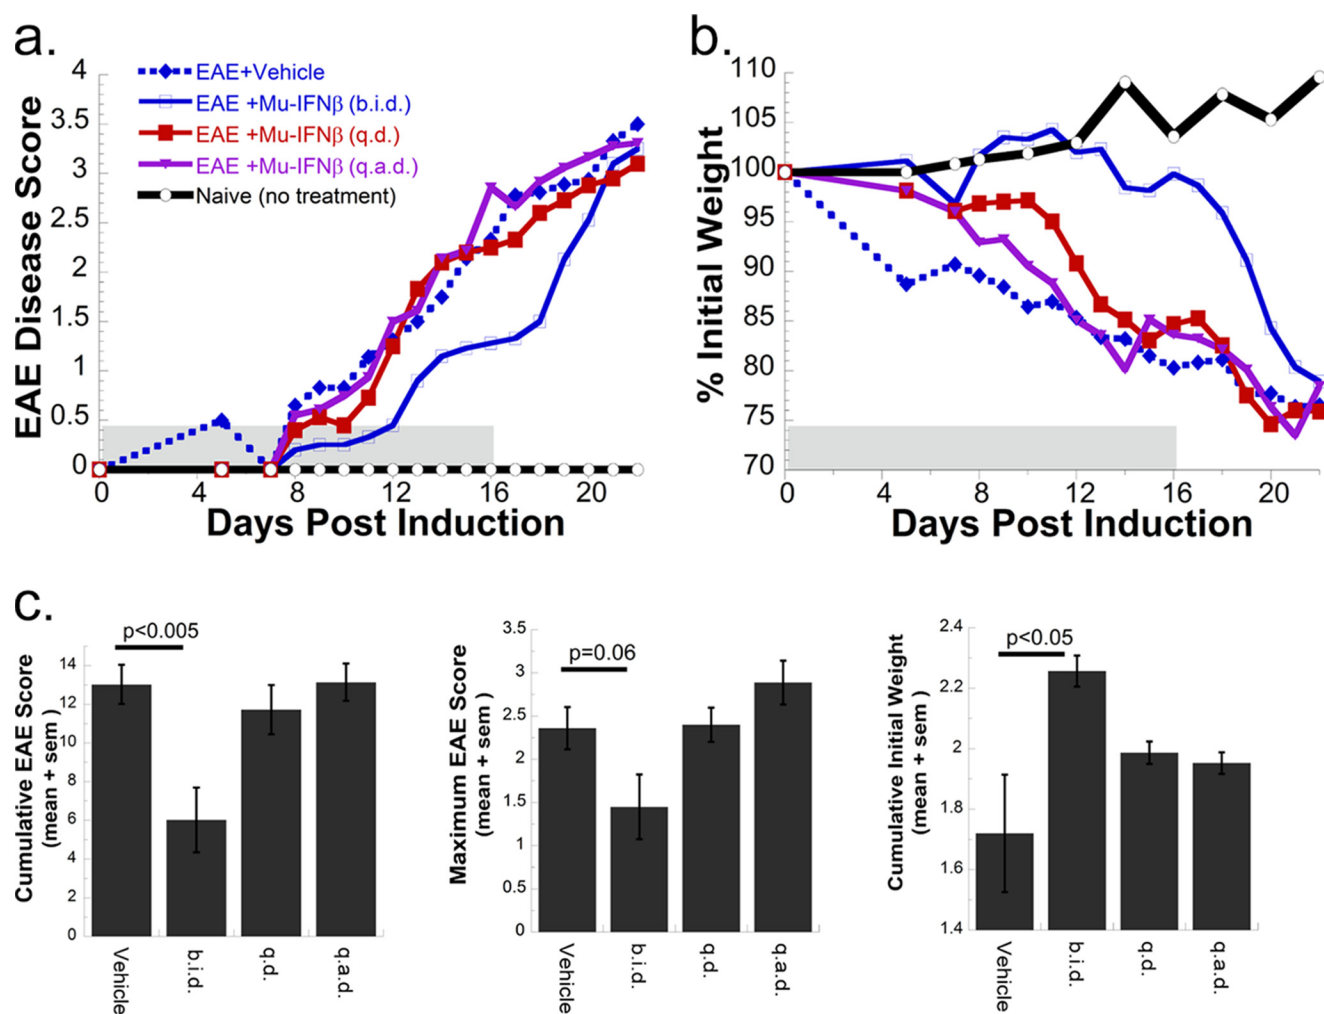 a.
EAE Disease Score
4
3.5
3
2.5
2
1.5
1
0.5
0
EAE+Vehicle
EAE +Mu-IFNβ (b.i.d.)
EAE +Mu-IFNβ (q.d.)
EAE +Mu-IFNβ (q.a.d.)
Naive (no treatment)
0 4 8 12 16 20
Days Post Induction
b.
% Initial Weight
110
100
95
90
85
80
75
70
0 4 8 12 16 20
Days Post Induction
c.
Cumulative EAE Score
(mean + sem )
14
12
10
8
6
4
2
0
p<0.005
Vehicle
b.i.d.
q.d.
q.a.d.
Maximum EAE Score
(mean + sem )
3.5
3
2.5
2
1.5
1
0.5
0
p=0.06
Vehicle
b.i.d.
q.d.
q.a.d.
Cumulative Initial Weight
(mean + sem )
2.4
2.2
2
1.8
1.6
1.4
p<0.05
Vehicle
b.i.d.
q.d.
q.a.d.